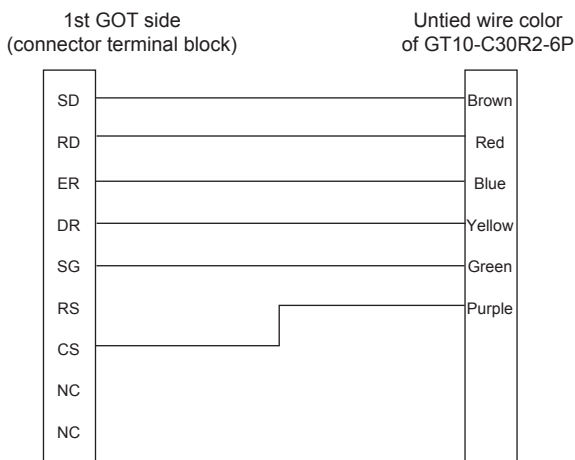 1st GOT side
(connector terminal block)
Untied wire color
of GT10-C30R2-6P
SD
Brown
RD
Red
ER
Blue
DR
Yellow
SG
Green
RS
Purple
CS
NC
NC